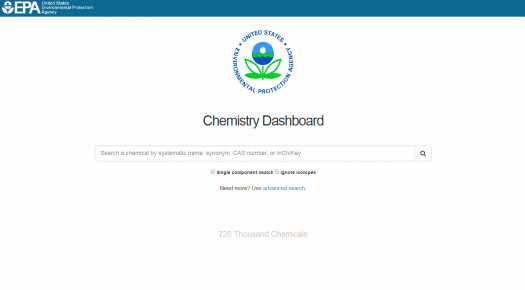 EPA
United States
Environmental Protection
Agency
UNITED STATES
ENVIRONMENTAL PROTECTION AGENCY
Chemistry Dashboard
Search a chemical by systematic name, synonym, CAS number, or InChIKey
Single component search Ignore isotopes
Need more? Use advanced search.
720 Thousand Chemicals